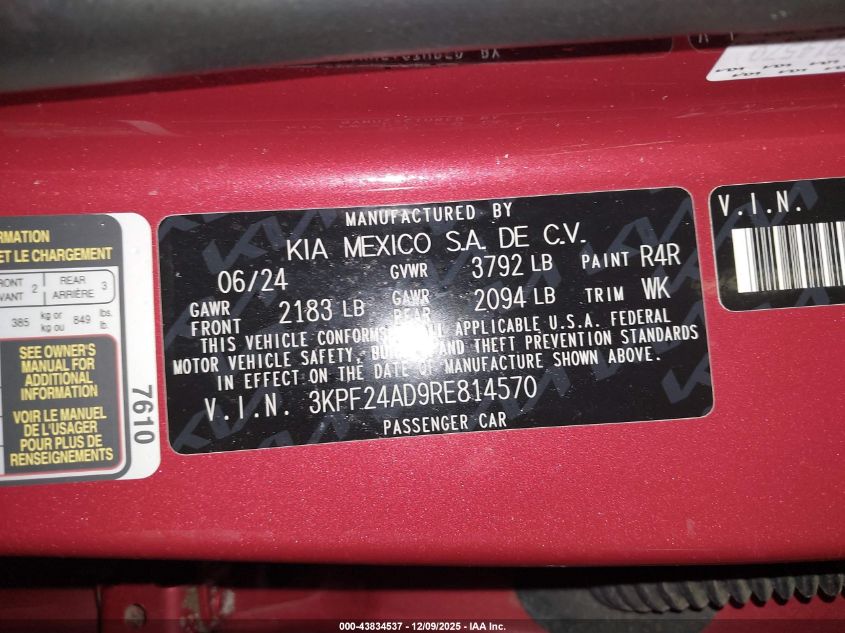 MANUFACTURED BY
KIA MEXICO S.A. DE C.V.
06/24 GVWR 3792 LB PAINT R4R
GAWR FRONT 2183 LB GAWR REAR 2094 LB TRIM WK
THIS VEHICLE CONFORMS ALL APPLICABLE U.S.A. FEDERAL
MOTOR VEHICLE SAFETY, AND THEFT PREVENTION STANDARDS
IN EFFECT ON THE DATE OF MANUFACTURE SHOWN ABOVE.
V.I.N. 3KPF24AD9RE814570
PASSENGER CAR
V.I.N.
RMATION
ET LE CHARGEMENT
FRONT 2 REAR 3
VANT ARRIÈRE
385 kg or 849 lbs.
kg ou lb.
SEE OWNER'S
MANUAL FOR
ADDITIONAL
INFORMATION
VOIR LE MANUEL
DE L'USAGER
POUR PLUS DE
RENSEIGNEMENTS
7610
000-43834537 - 12/09/2025 - IAA Inc.